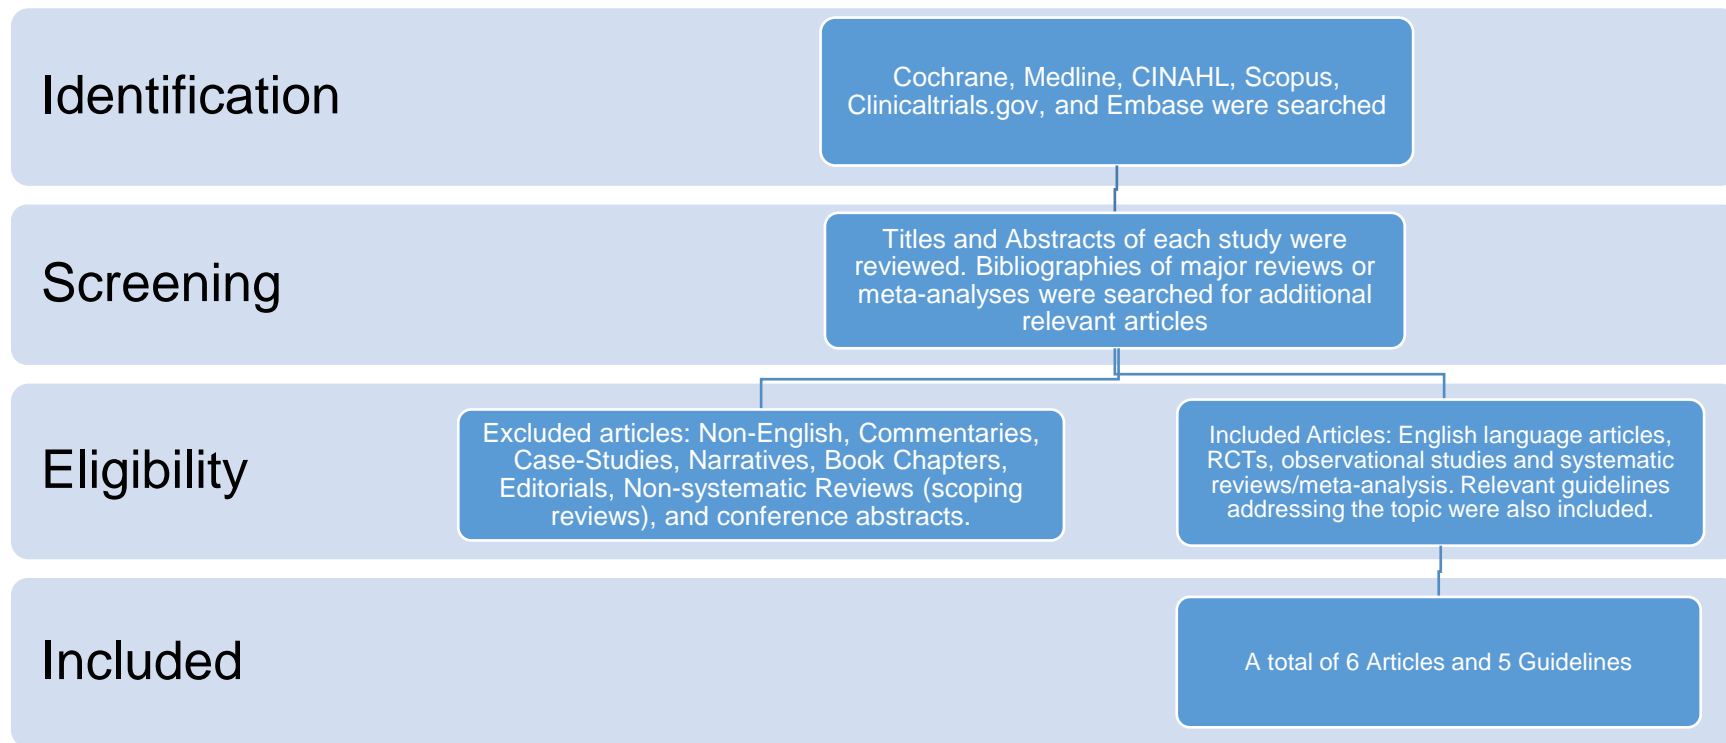 Identification
Cochrane, Medline, CINAHL, Scopus,
Clinicaltrials.gov, and Embase were searched
Screening
Titles and Abstracts of each study were
reviewed. Bibliographies of major reviews or
meta-analyses were searched for additional
relevant articles
Eligibility
Excluded articles: Non-English, Commentaries,
Case-Studies, Narratives, Book Chapters,
Editorials, Non-systematic Reviews (scoping
reviews), and conference abstracts.
Included Articles: English language articles,
RCTs, observational studies and systematic
reviews/meta-analysis. Relevant guidelines
addressing the topic were also included.
Included
A total of 6 Articles and 5 Guidelines